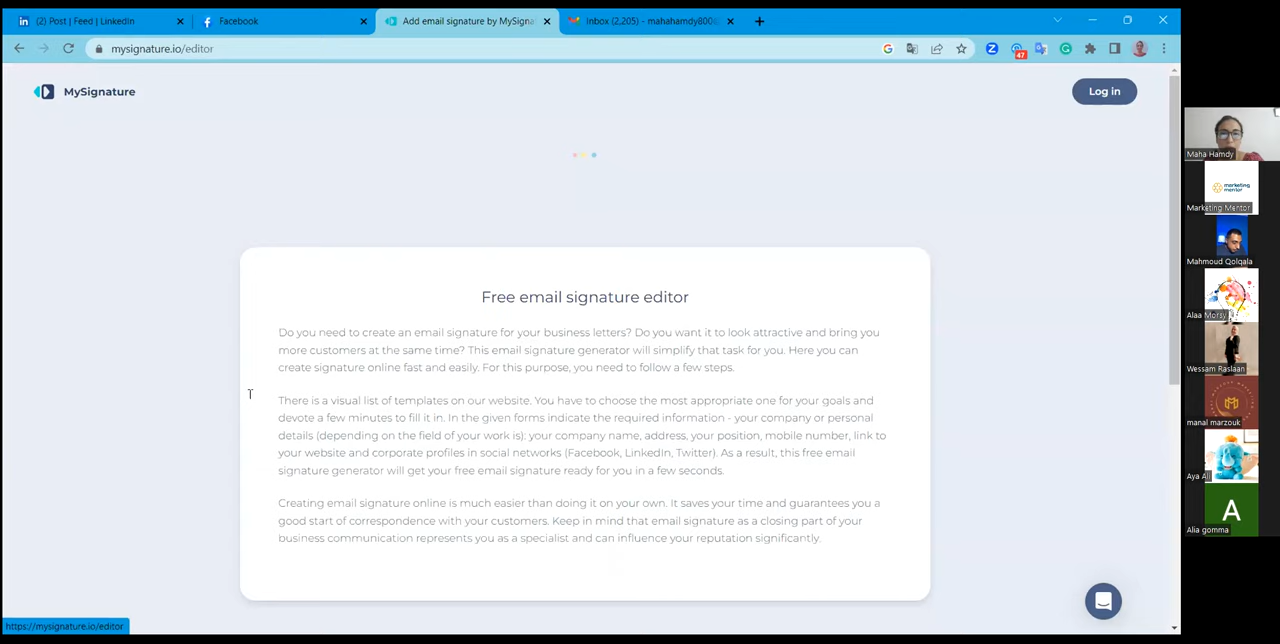 (2) Post | Feed | LinkedIn
Facebook
Add email signature by MySigna
Inbox (2,205) - mahahamdy800@
mysignature.io/editor
47
MySignature
Log in
Free email signature editor
Do you need to create an email signature for your business letters? Do you want it to look attractive and bring you
more customers at the same time? This email signature generator will simplify that task for you. Here you can
create signature online fast and easily. For this purpose, you need to follow a few steps.
There is a visual list of templates on our website. You have to choose the most appropriate one for your goals and
devote a few minutes to fill it in. In the given forms indicate the required information - your company or personal
details (depending on the field of your work is): your company name, address, your position, mobile number, link to
your website and corporate profiles in social networks (Facebook, LinkedIn, Twitter). As a result, this free email
signature generator will get your free email signature ready for you in a few seconds.
Creating email signature online is much easier than doing it on your own. It saves your time and guarantees you a
good start of correspondence with your customers. Keep in mind that email signature as a closing part of your
business communication represents you as a specialist and can influence your reputation significantly.
https://mysignature.io/editor
Maha Hamdy
marketing
mentor
Marketing Mentor
Mahmoud Qolqala
Alaa Morsy
Wessam Raslaan
manal marzouk
Aya Ali
A
Alia gomma